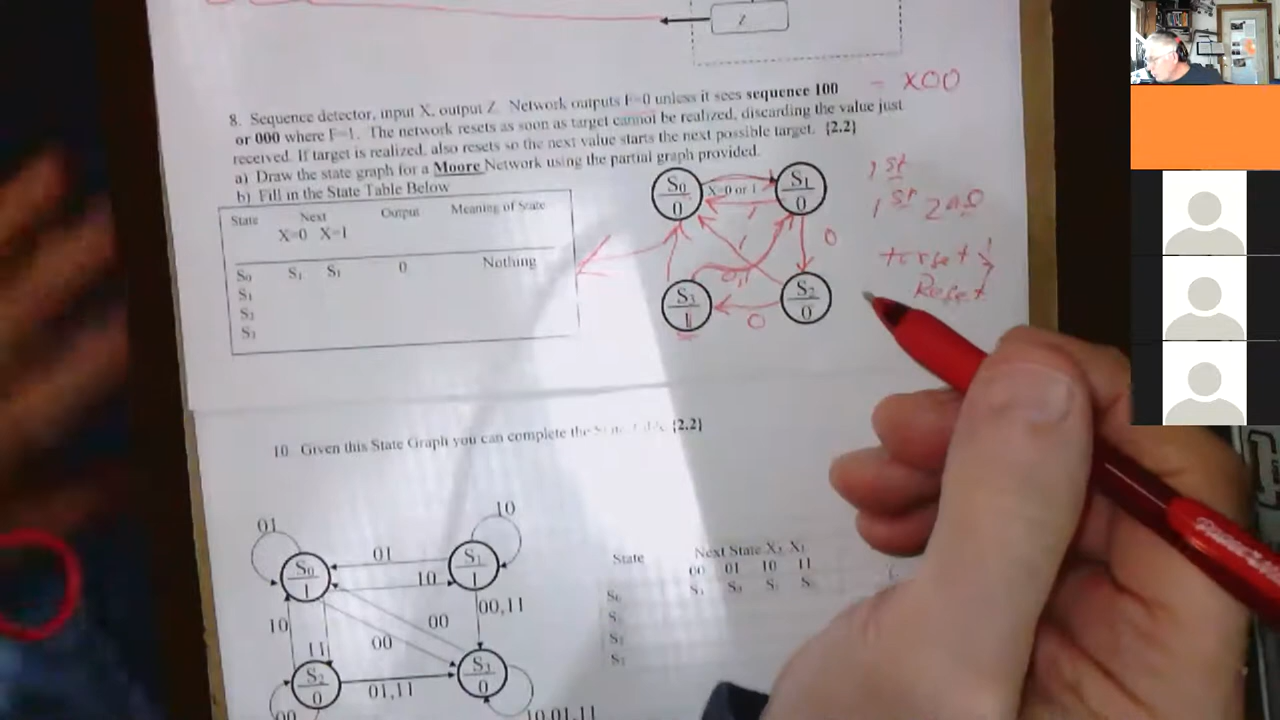 Z
8. Sequence detector, input X, output Z. Network outputs F=0 unless it sees sequence 100
or 000 where F=1. The network resets as soon as target cannot be realized, discarding the value just
received. If target is realized, also resets so the next value starts the next possible target. {2.2}
a) Draw the state graph for a Moore Network using the partial graph provided.
b) Fill in the State Table Below
- X00
State Next Output Meaning of State
X=0 X=1
S0 S1 S1 0 Nothing
S1
S2
S3
S0
0
X=0 or 1
S1
0
1
0
1
0,1
S3
1
0
S2
0
1st
1st 2nd
target
Reset
10. Given this State Graph you can complete the {2.2}
01
10
S0
1
01
10
S1
1
00,11
00
00
10
11
S2
0
01,11
S3
0
00
10,01,11
State Next State X2 X1
00 01 10 11
S0